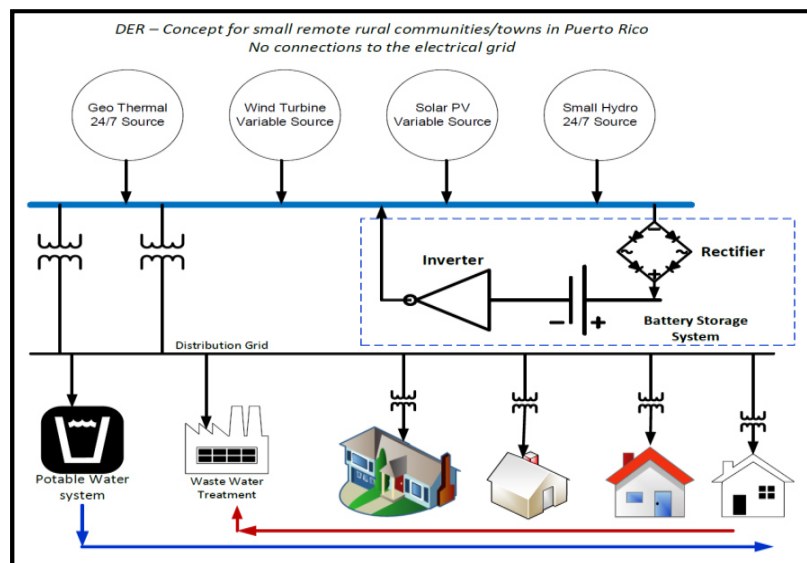 DER – Concept for small remote rural communities/towns in Puerto Rico
No connections to the electrical grid
Geo Thermal
24/7 Source
Wind Turbine
Variable Source
Solar PV
Variable Source
Small Hydro
24/7 Source
Inverter
Rectifier
Battery Storage
System
Distribution Grid
Potable Water
system
Waste Water
Treatment